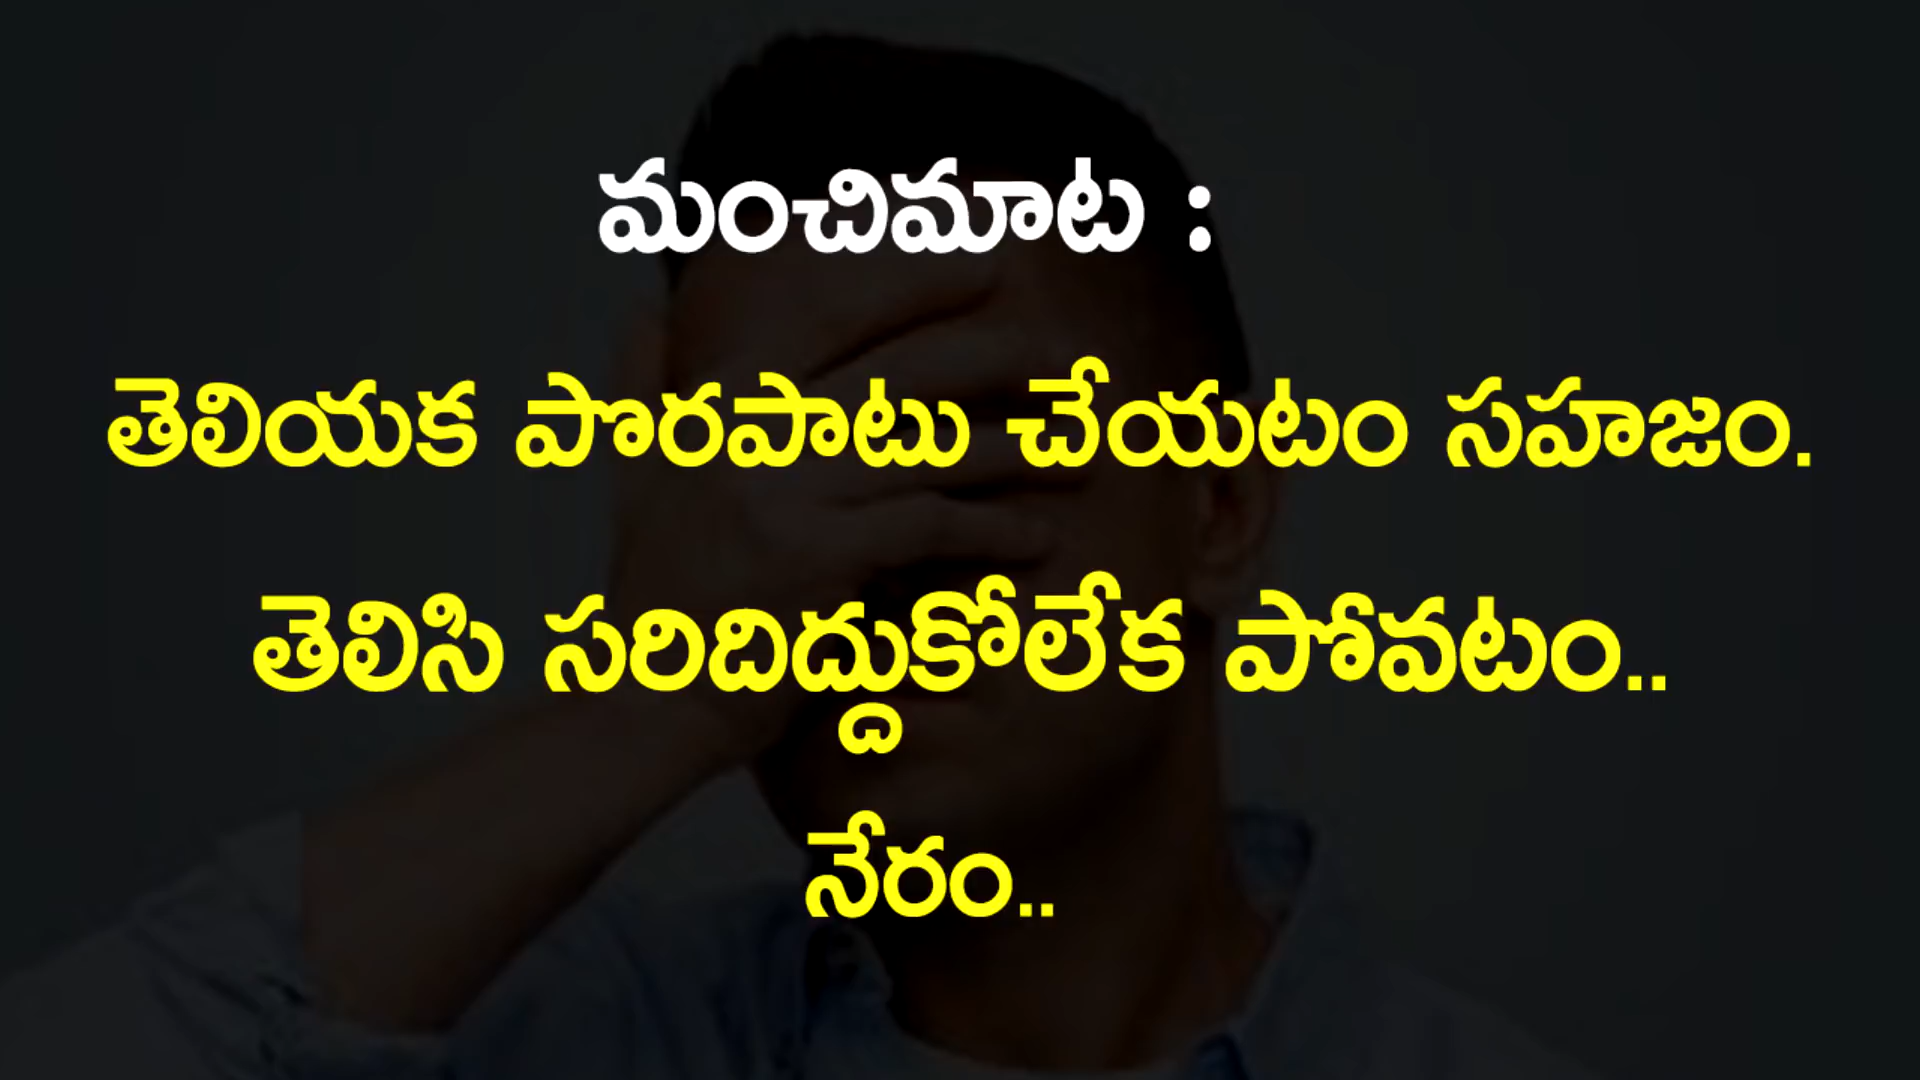 మంచిమాట :
తెలియక పొరపాటు చేయటం సహజం.
తెలిసి సరిదిద్దుకోలేక పోవటం..
నేరం..